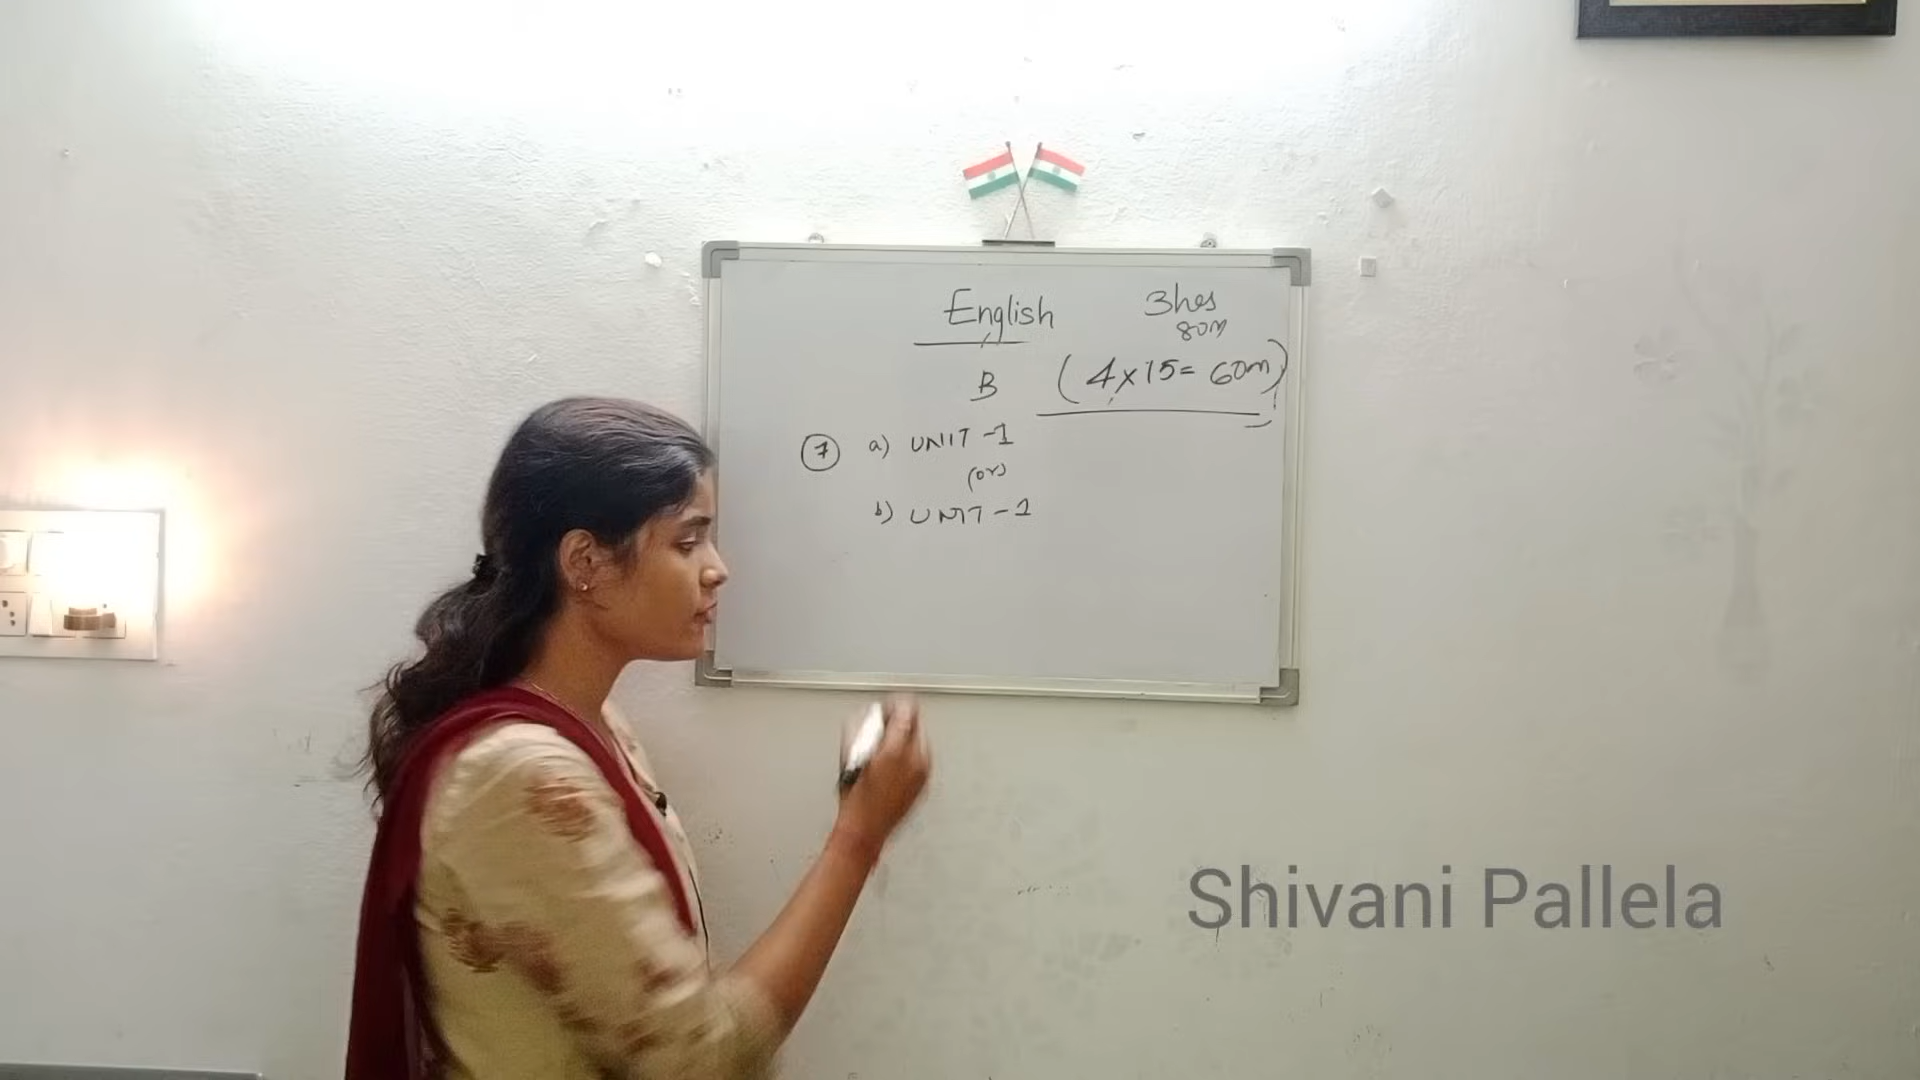 English
3hrs
80m
B (4x15= 60m)
7 a) UNIT -1
(or)
b) UNIT -1
Shivani Pallela